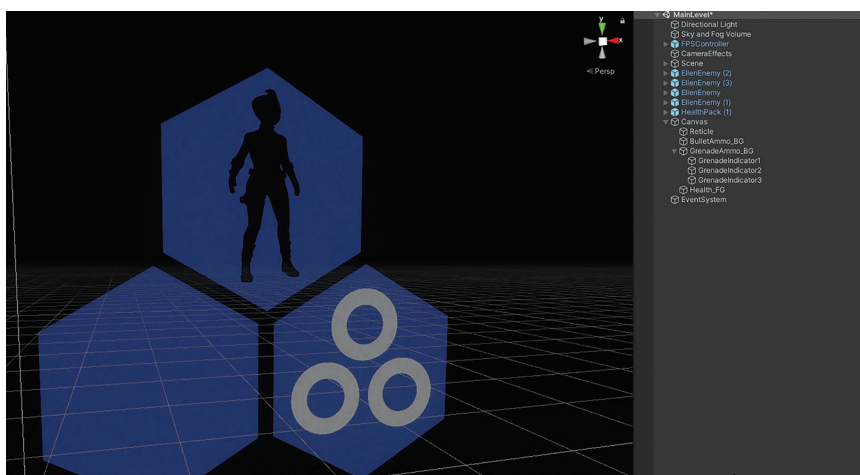 y
x
Persp
MainLevel*
Directional Light
Sky and Fog Volume
FPSController
CameraEffects
Scene
EllenEnemy (2)
EllenEnemy (3)
EllenEnemy
EllenEnemy (1)
HealthPack (1)
Canvas
Reticle
BulletAmmo_BG
GrenadeAmmo_BG
GrenadeIndicator1
GrenadeIndicator2
GrenadeIndicator3
Health_FG
EventSystem